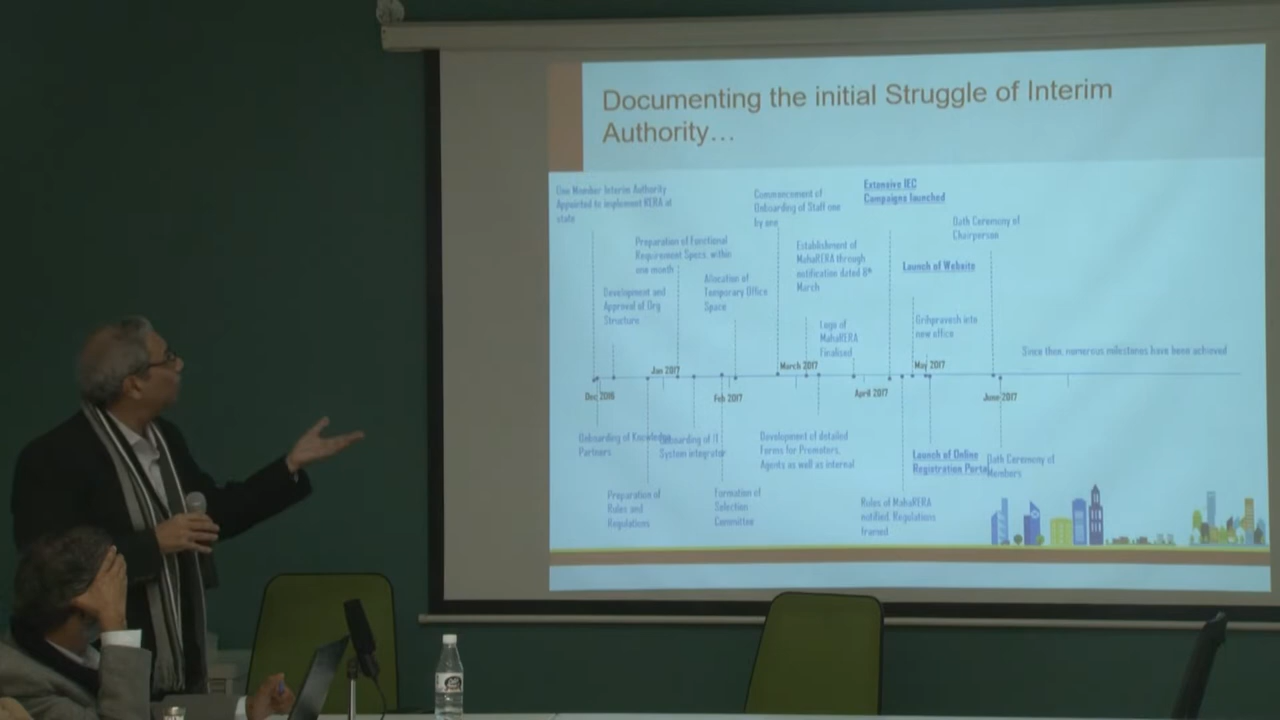 Documenting the initial Struggle of Interim
Authority…
One Member Interim Authority
Appointed to implement RERA at
state
Preparation of Functional
Requirement Specs. within
one month
Development and
Approval of Org
Structure
Allocation of
Temporary Office
Space
Commencement of
Onboarding of Staff one
by one
Establishment of
MahaRERA through
notification dated 8th
March
Logo of
MahaRERA
Finalised
Extensive IEC
Campaigns launched
Launch of Website
Grihpravesh into
new office
Oath Ceremony of
Chairperson
Since then, numerous milestones have been achieved
Dec 2016
Jan 2017
Feb 2017
March 2017
April 2017
May 2017
June 2017
Onboarding of Knowledge
Partners
Onboarding of IT
System integrator
Preparation of
Rules and
Regulations
Formation of
Selection
Committee
Development of detailed
Forms for Promoters,
Agents as well as internal
Rules of MahaRERA
notified, Regulations
framed
Launch of Online
Registration Portal
Oath Ceremony of
Members